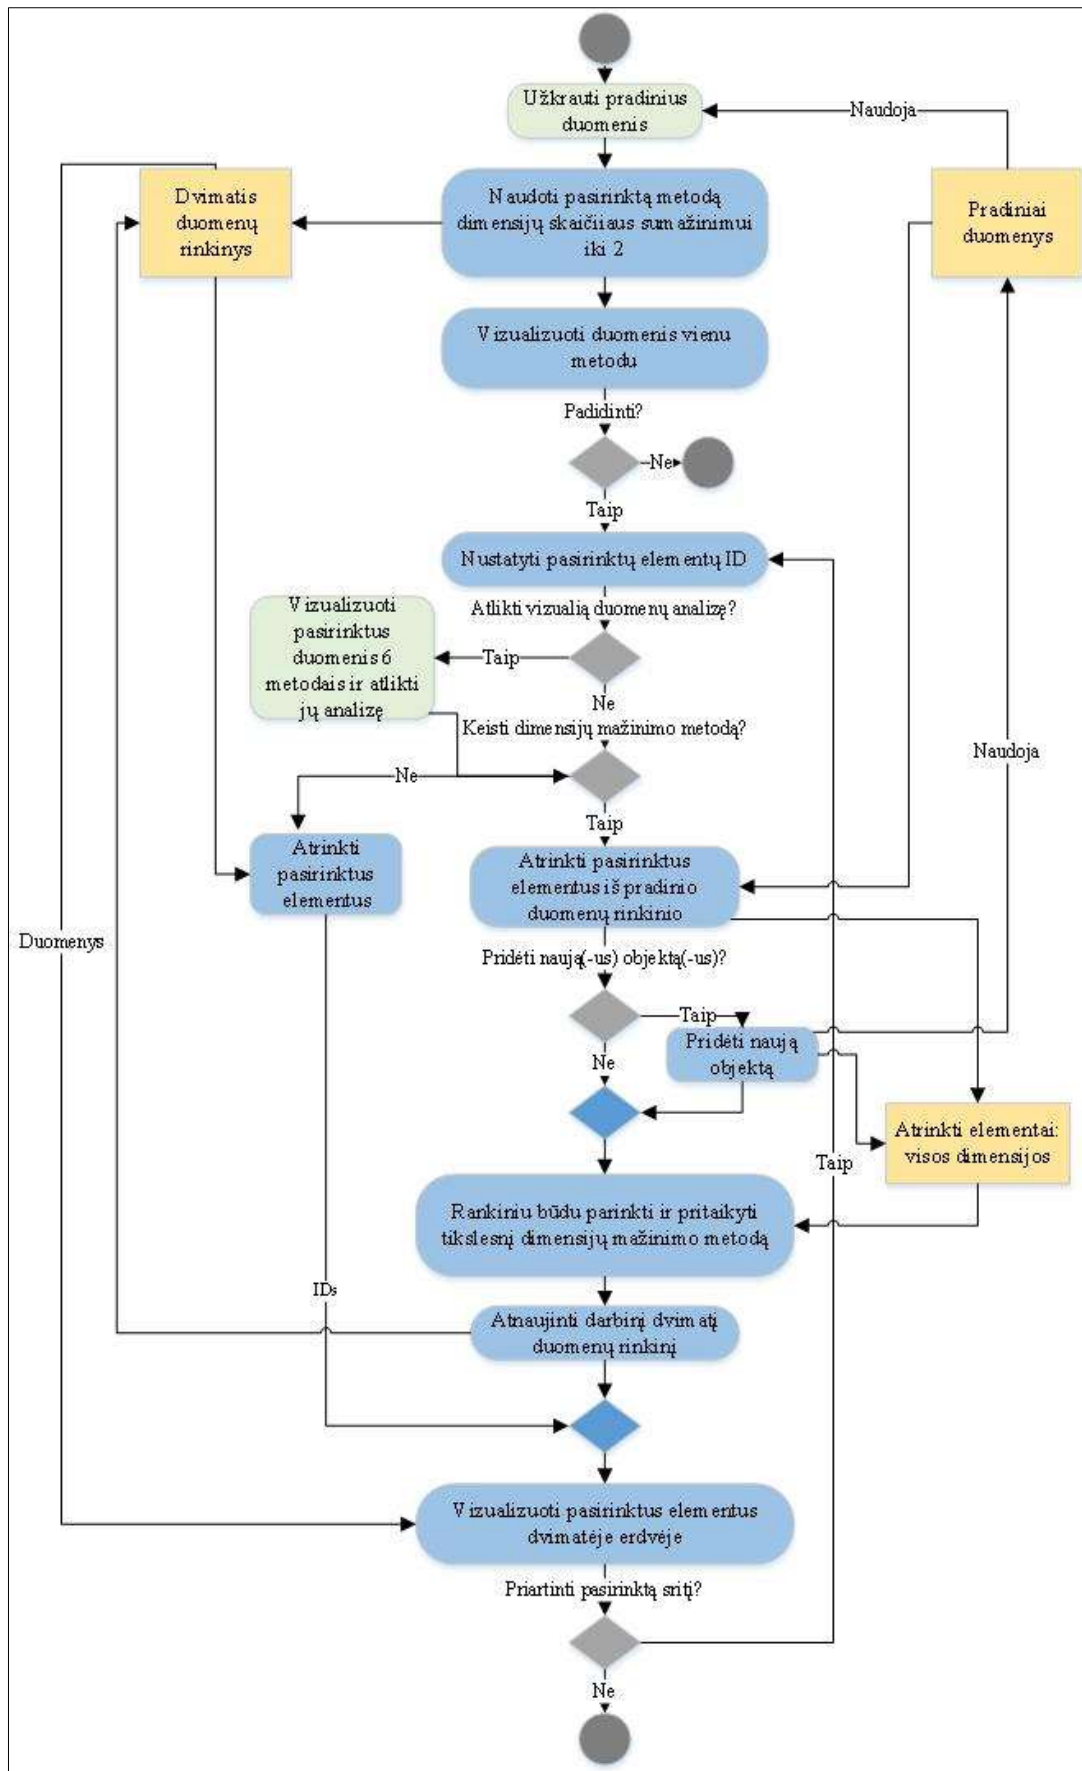 Užkrauti pradinius
duomenis
Naudoja
Dvimatis
duomenų
rinkinys
Naudoti pasirinktą metodą
dimensijų skaičiiaus sumažinimui
iki 2
Pradiniai
duomenys
Vizualizuoti duomenis vienu
metodu
Padidinti?
Ne
Taip
Nustatyti pasirinktų elementų ID
Atlikti vizualią duomenų analizę?
Vizualizuoti
pasirinktus
duomenis 6
metodais ir atlikti
jų analizę
Taip
Ne
Keisti dimensijų mažinimo metodą?
Naudoja
Ne
Taip
Atrinkti
pasirinktus
elementus
Atrinkti pasirinktus
elementus iš pradinio
duomenų rinkinio
Duomenys
Pridėti naują(-us) objektą(-us)?
Taip
Pridėti naują
objektą
Ne
Atrinkti elementai:
visos dimensijos
Taip
Rankiniu būdu parinkti ir pritaikyti
tikslesnį dimensijų mažinimo metodą
IDs
Atnaujinti darbinį dvimatį
duomenų rinkinį
Vizualizuoti pasirinktus elementus
dvimatėje erdvėje
Priartinti pasirinktą sritį?
Ne